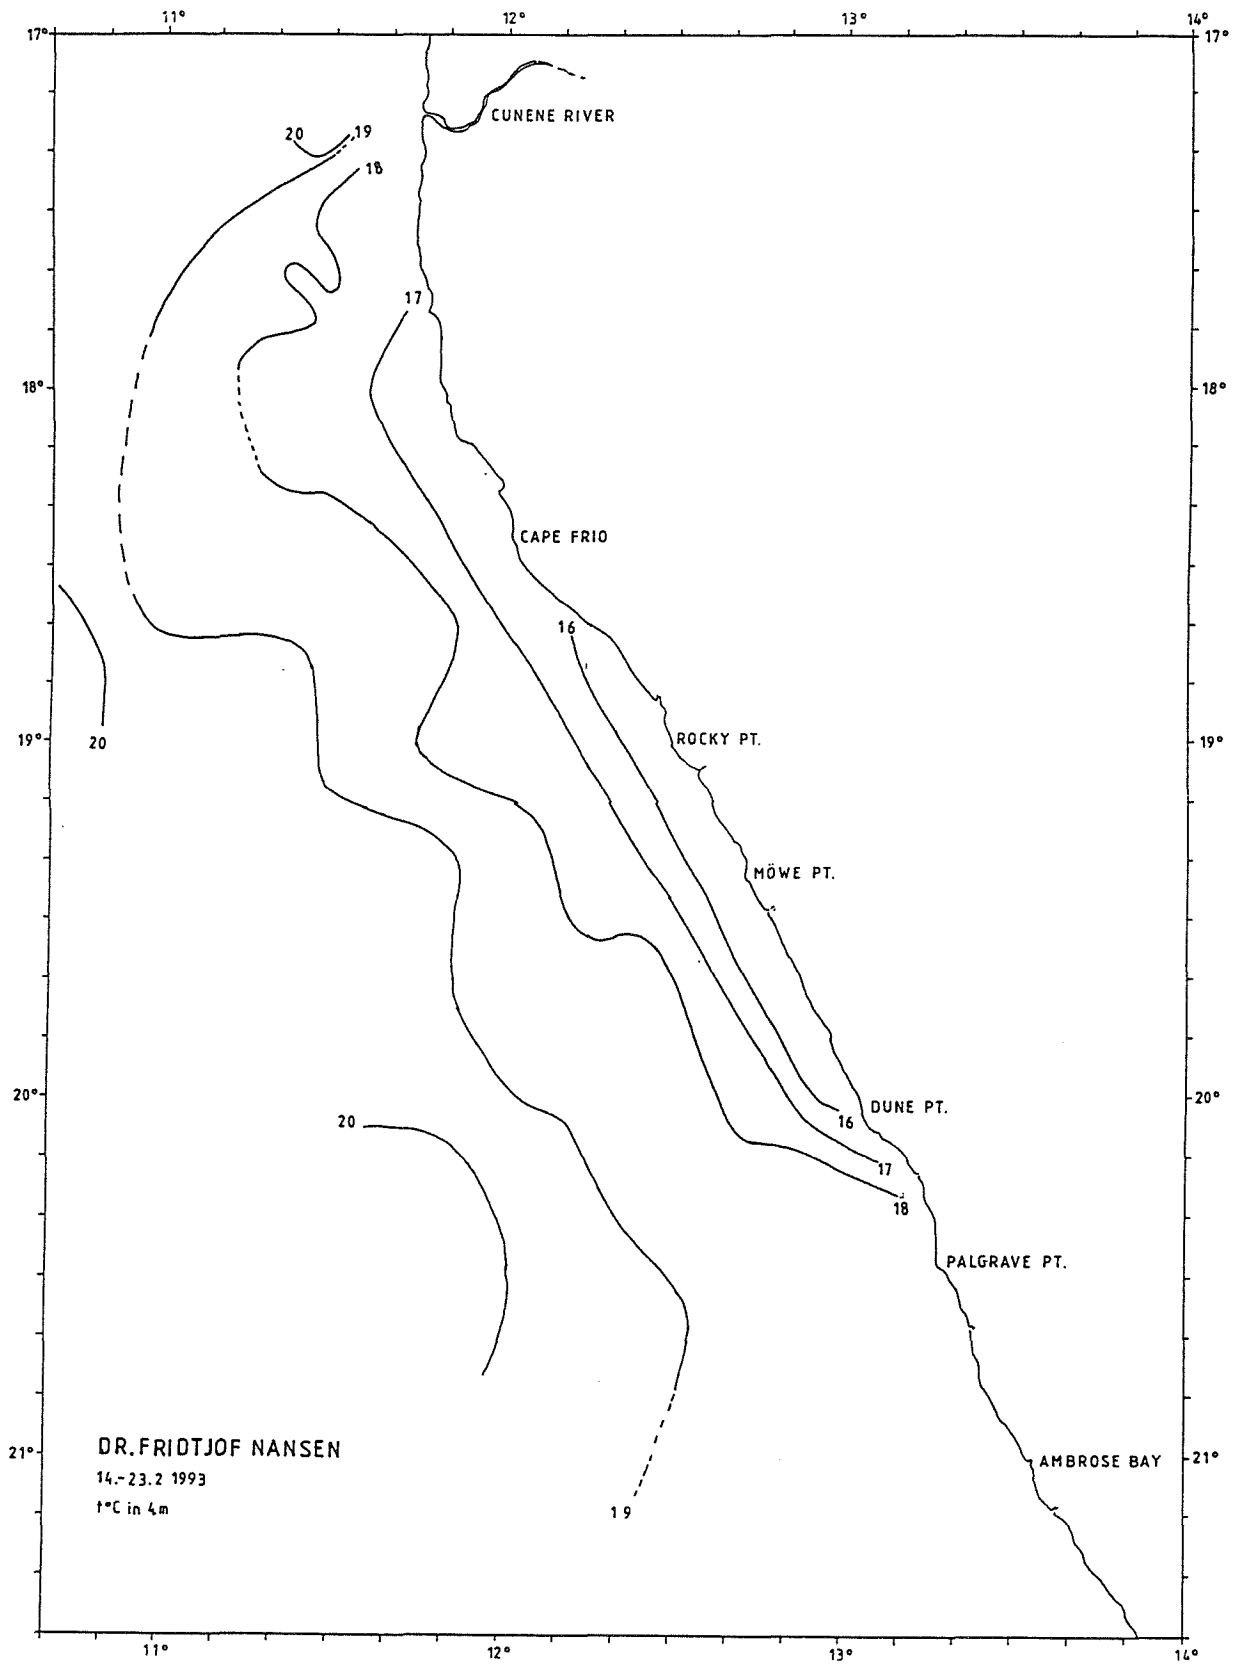 11° 12° 13° 14°
17° 17°
CUNENE RIVER
20 19
18
17
18° 18°
CAPE FRIO
16
19° 20 ROCKY PT. 19°
MÖWE PT.
20° DUNE PT. 20°
20 16
17
18
PALGRAVE PT.
DR. FRIDTJOF NANSEN
21° AMBROSE BAY 21°
14.-23.2 1993
t°C in 4m
19
11° 12° 13° 14°